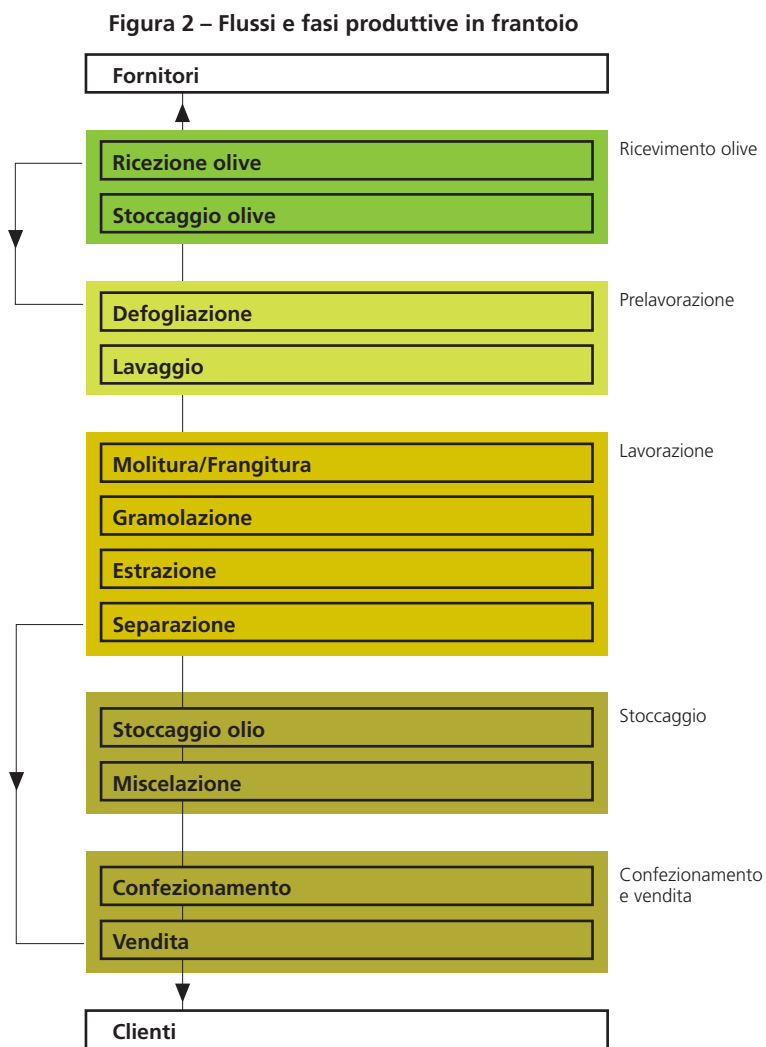 Figura 2 – Flussi e fasi produttive in frantoio
Fornitori
Ricezione olive
Ricevimento olive
Stoccaggio olive
Defogliazione
Prelavorazione
Lavaggio
Molitura/Frangitura
Lavorazione
Gramolazione
Estrazione
Separazione
Stoccaggio olio
Stoccaggio
Miscelazione
Confezionamento
Confezionamento
e vendita
Vendita
Clienti